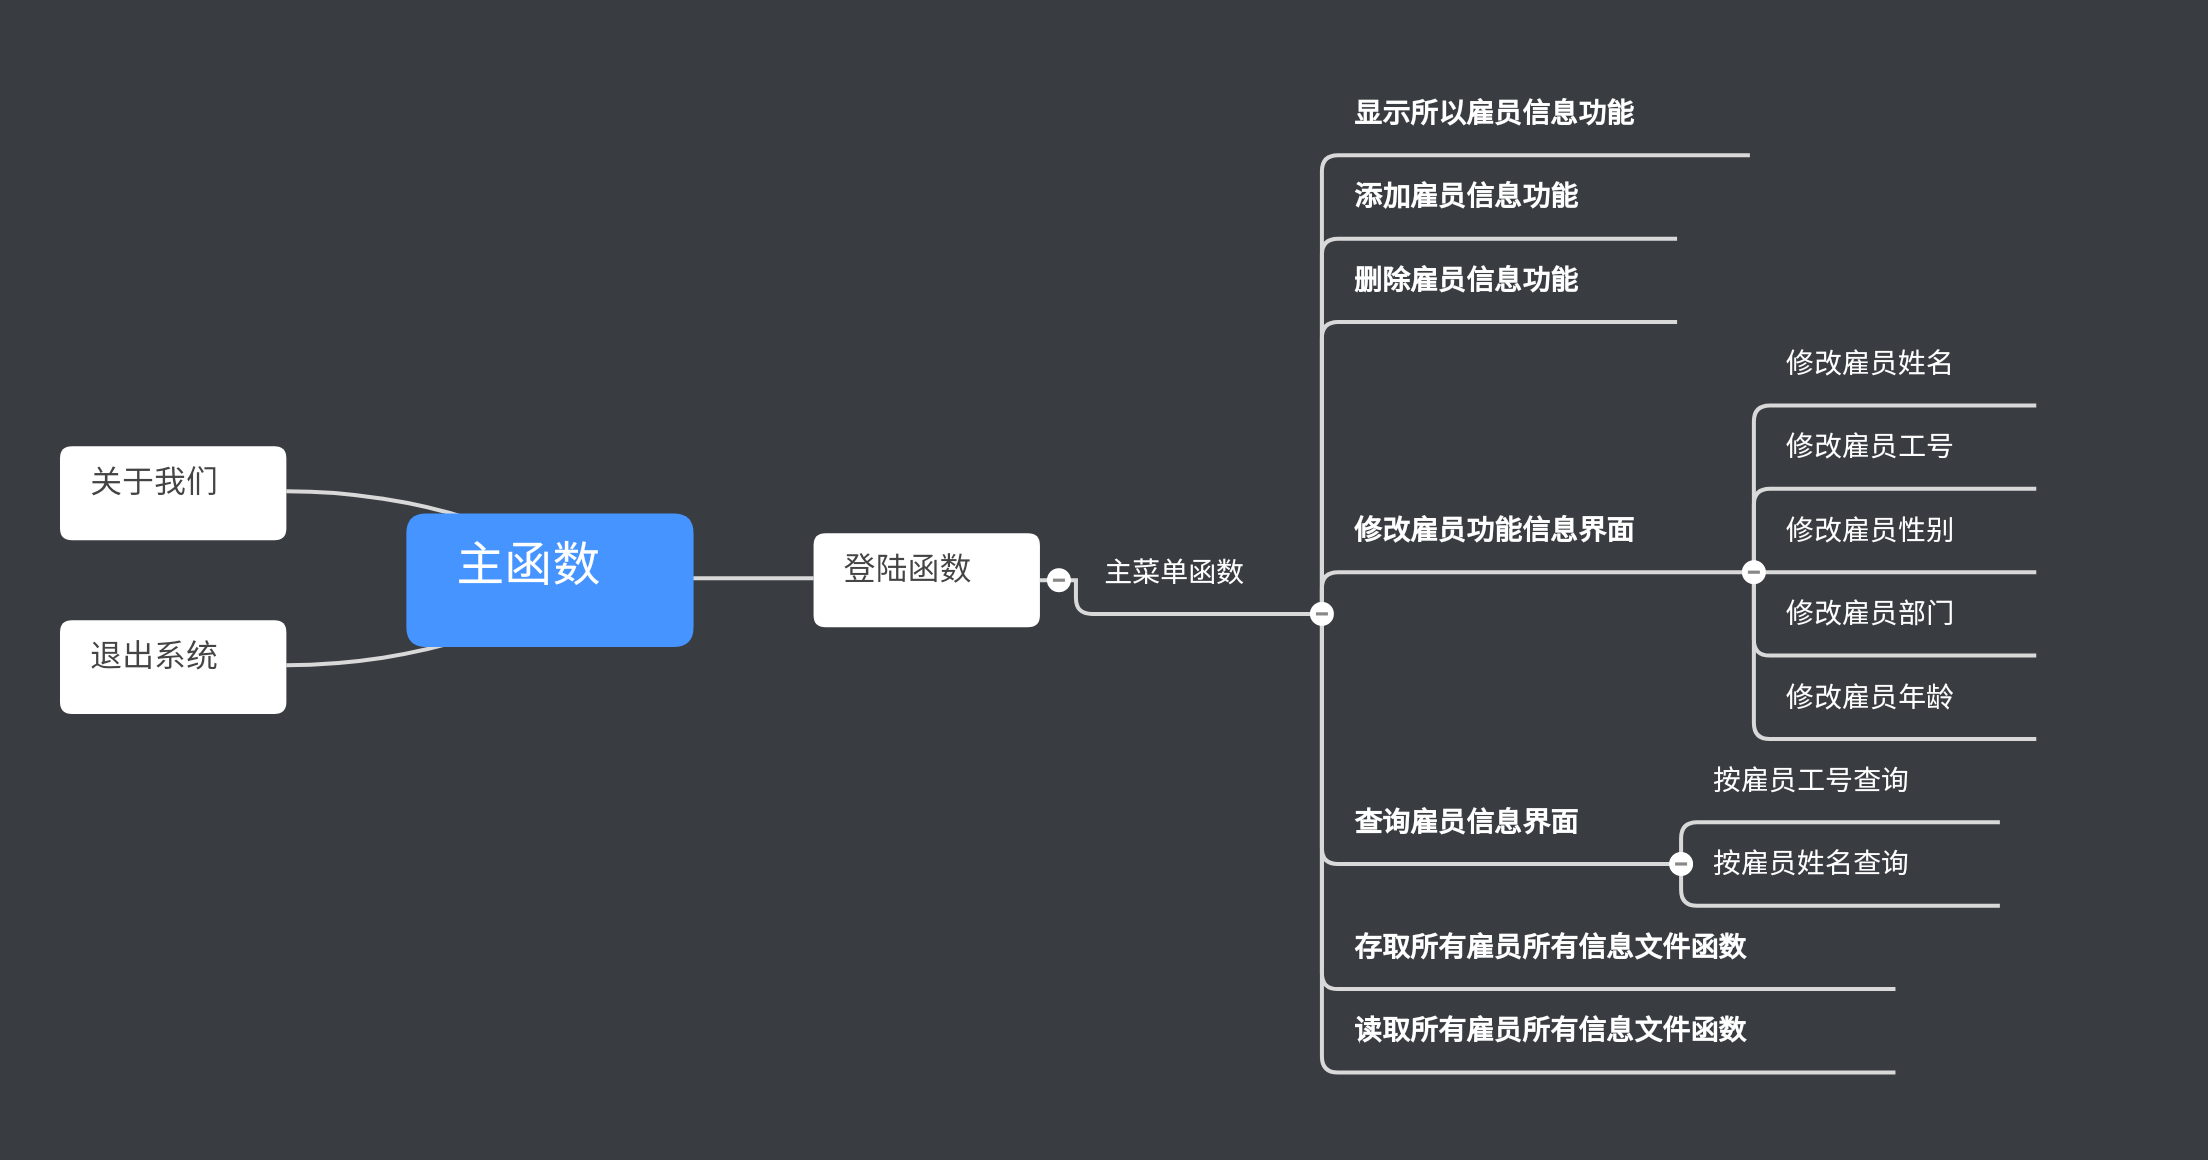 关于我们
退出系统
主函数
登陆函数
主菜单函数
显示所以雇员信息功能
添加雇员信息功能
删除雇员信息功能
修改雇员功能信息界面
修改雇员姓名
修改雇员工号
修改雇员性别
修改雇员部门
修改雇员年龄
查询雇员信息界面
按雇员工号查询
按雇员姓名查询
存取所有雇员所有信息文件函数
读取所有雇员所有信息文件函数